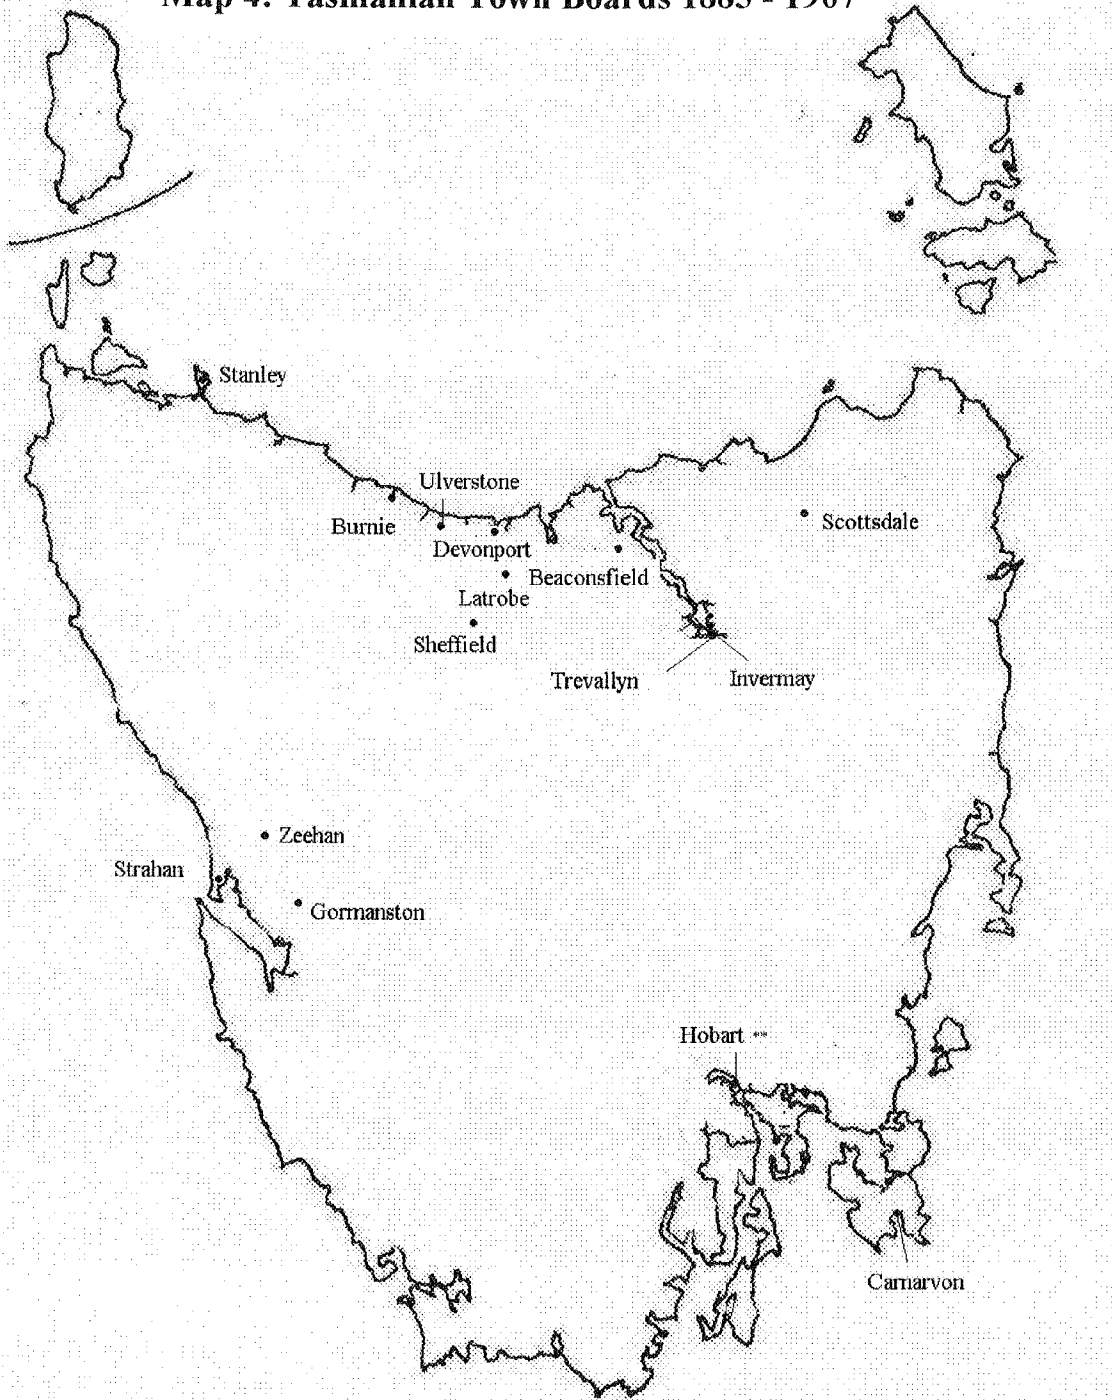 Map 4: Tasmanian Town Boards 1885 - 1907
Stanley
Ulverstone
Burnie
Devonport
Scottsdale
Beaconsfield
Latrobe
Sheffield
Trevallyn
Invermay
Zeehan
Strahan
Gormanston
Hobart **
Carnarvon